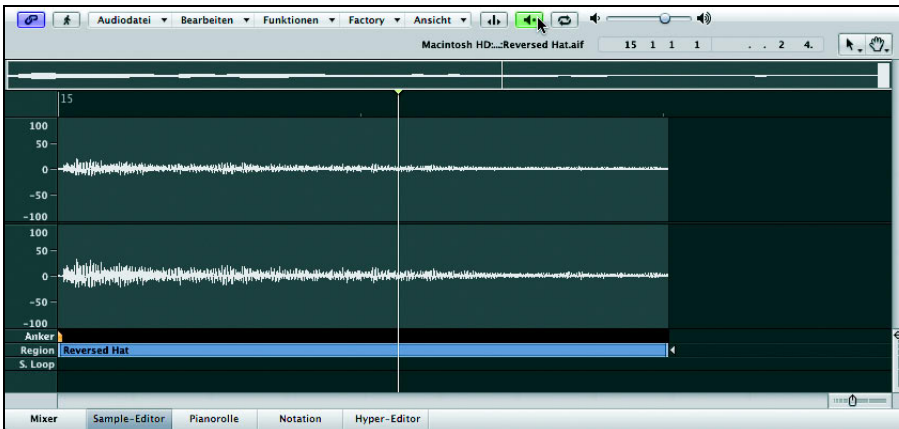 Audiodatei Bearbeiten Funktionen Factory Ansicht
Macintosh HD:...:Reversed Hat.aif 15 1 1 1 . . 2 4.
15
100
50
0
-50
-100
100
50
0
-50
-100
Anker
Region Reversed Hat
S. Loop
Mixer Sample-Editor Pianorolle Notation Hyper-Editor